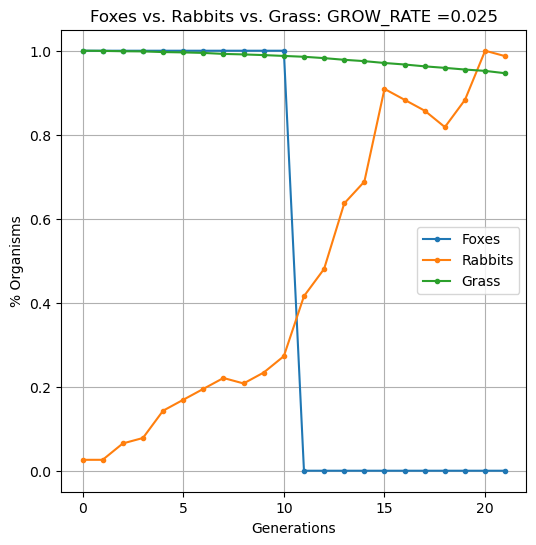 Foxes vs. Rabbits vs. Grass: GROW_RATE =0.025
1.0
0.8
0.6
0.4
0.2
0.0
% Organisms
Foxes
Rabbits
Grass
0 5 10 15 20
Generations